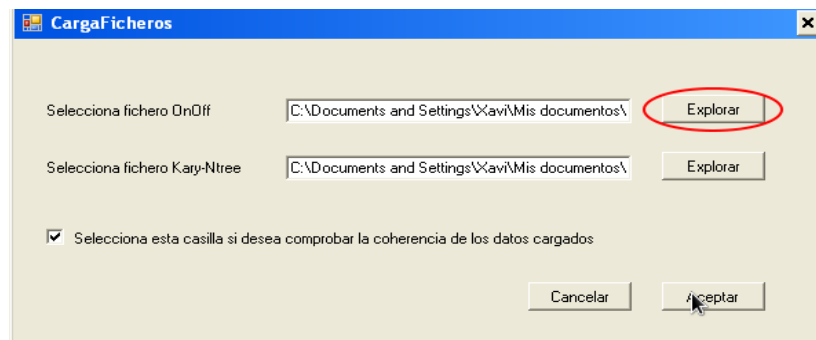 CargaFicheros
Selecciona fichero OnOff C:\Documents and Settings\Xavi\Mis documentos\ Explorar
Selecciona fichero Kary-Ntree C:\Documents and Settings\Xavi\Mis documentos\ Explorar
Selecciona esta casilla si desea comprobar la coherencia de los datos cargados
Cancelar Aceptar